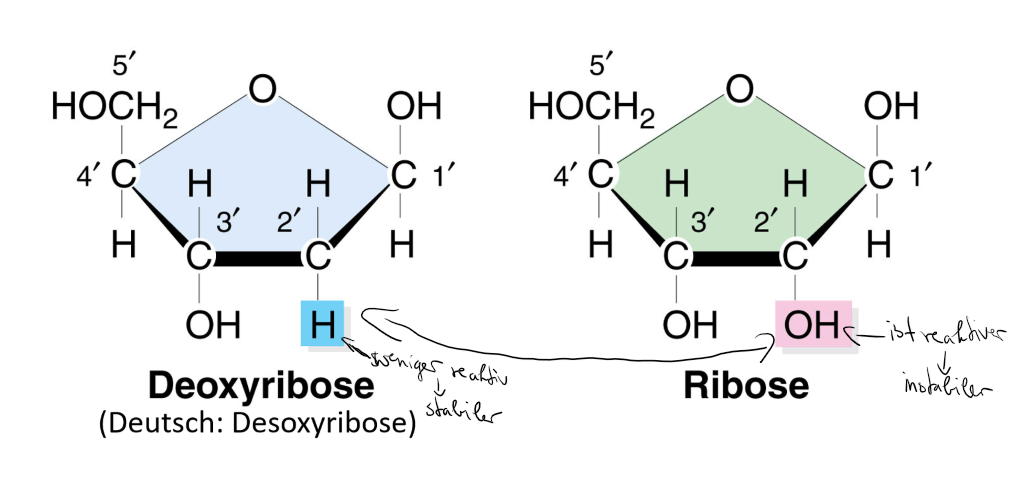 5′ 5′
HOCH2 O OH HOCH2 O OH
4′ C H H C 1′ 4′ C H H C 1′
3′ 2′ 3′ 2′
H C C H H C C H
OH H OH OH ist reaktiver
weniger reaktiv
Deoxyribose Ribose instabiler
stabiler
(Deutsch: Desoxyribose)